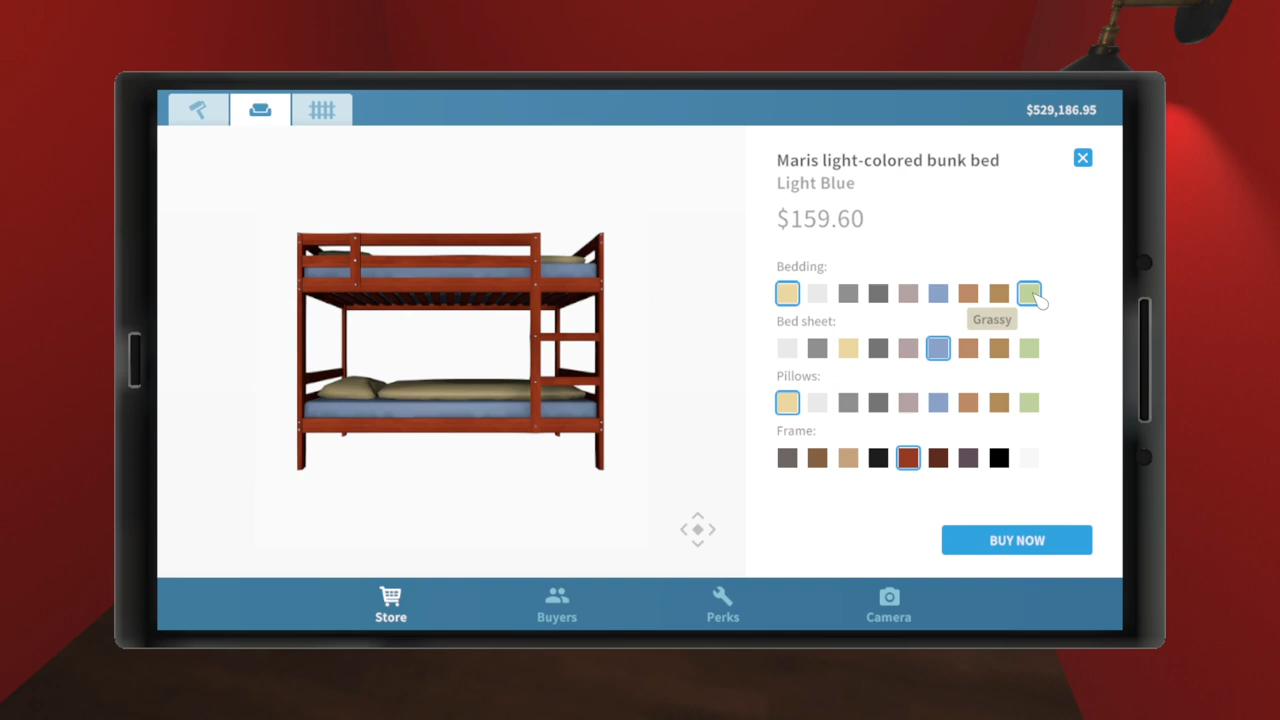 $529,186.95
Maris light-colored bunk bed
Light Blue
$159.60
Bedding:
Grassy
Bed sheet:
Pillows:
Frame:
BUY NOW
Store
Buyers
Perks
Camera